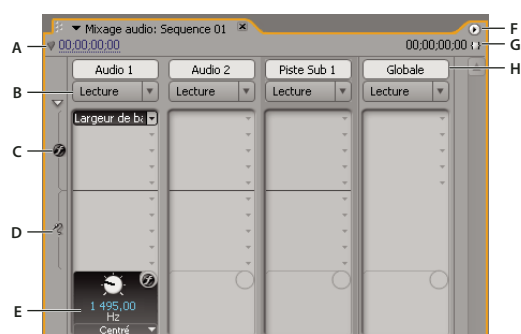 Mixage audio: Sequence 01
F
A
00;00;00;00
00;00;00;00
G
Audio 1
Audio 2
Piste Sub 1
Globale
H
B
Lecture
Lecture
Lecture
Lecture
Largeur de ba
C
D
E
1 495,00
Hz
Centré